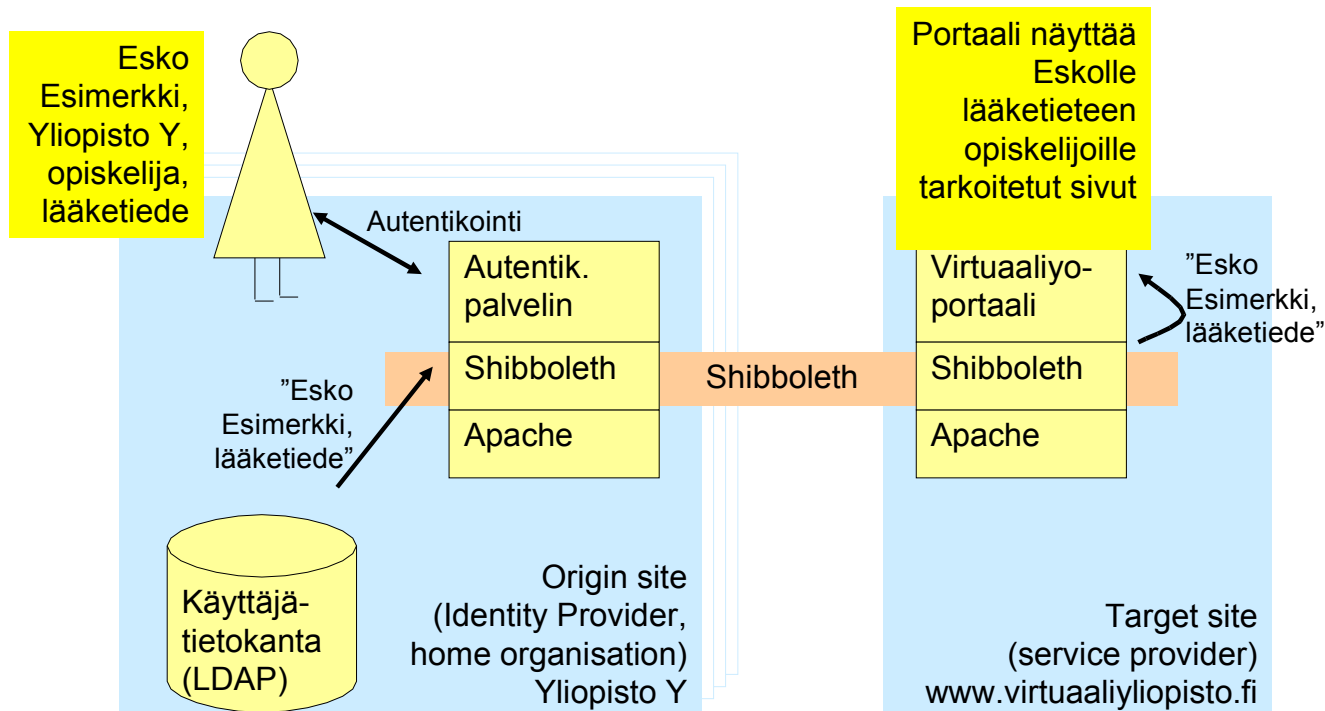 Esko
Esimerkki,
Yliopisto Y,
opiskelija,
lääketiede
Portaali näyttää
Eskolle
lääketieteen
opiskelijoille
tarkoitetut sivut
Autentikointi
Autentik.
palvelin
Shibboleth
Apache
"Esko
Esimerkki,
lääketiede"
Shibboleth
Virtuaaliyo-
portaali
Shibboleth
Apache
”Esko
Esimerkki,
lääketiede”
Käyttäjä-
tietokanta
(LDAP)
Origin site
(Identity Provider,
home organisation)
Yliopisto Y
Target site
(service provider)
www.virtuaaliyliopisto.fi